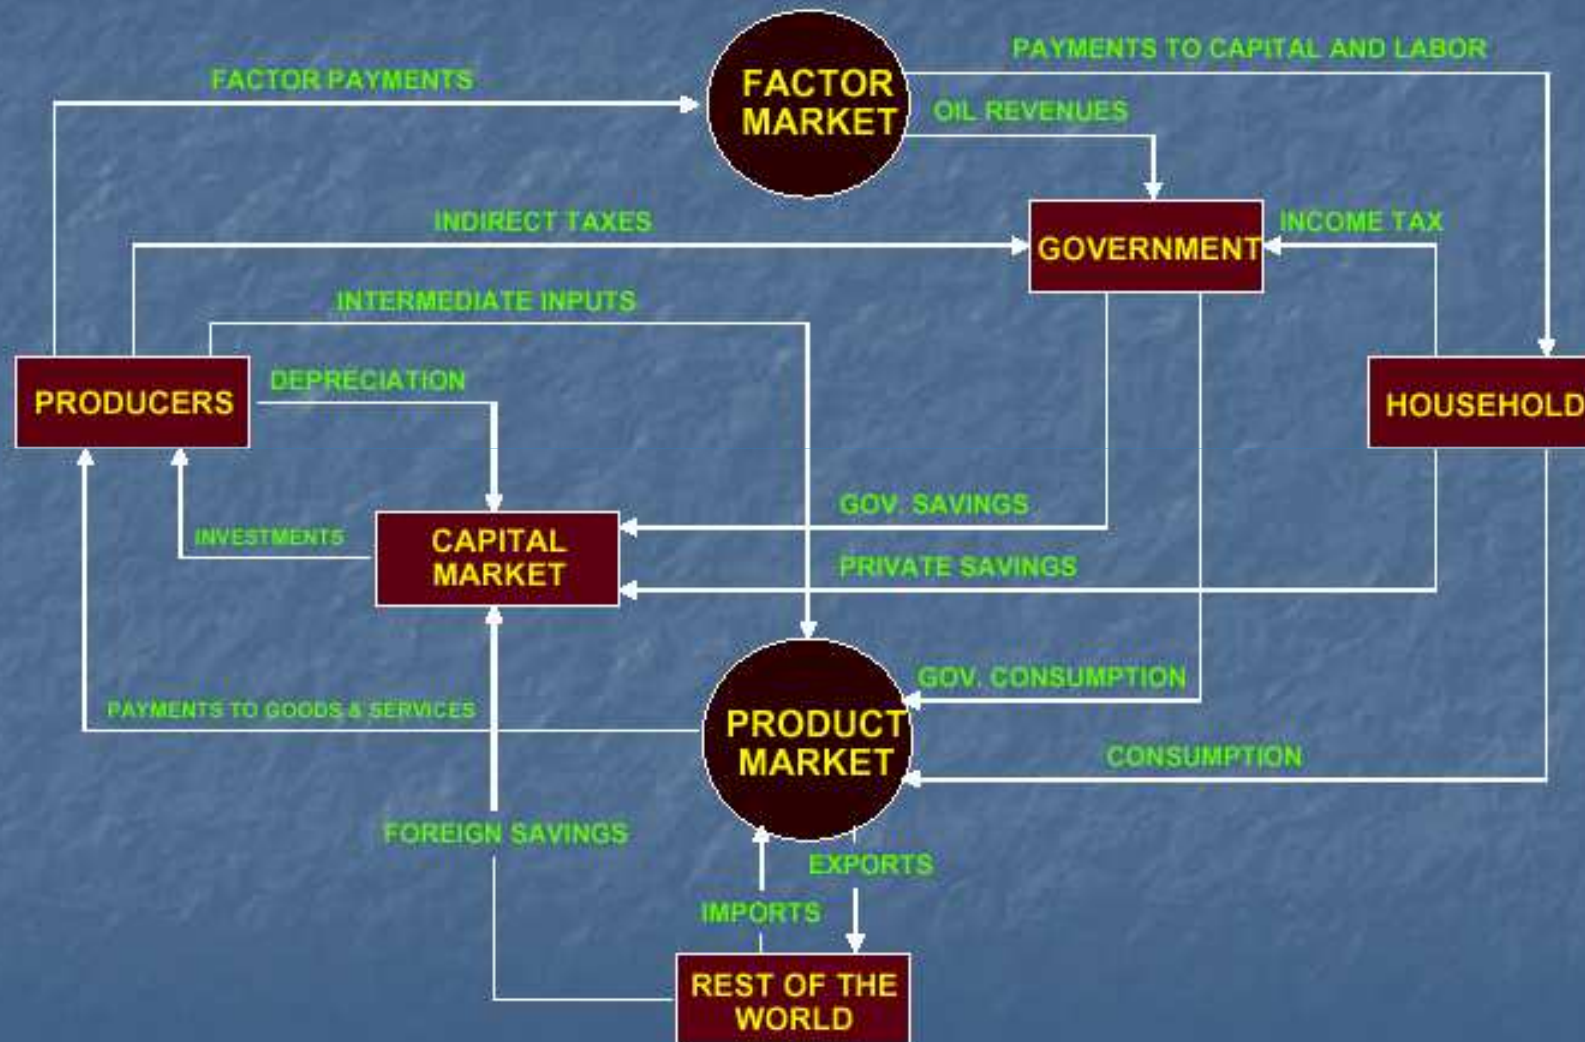 PAYMENTS TO CAPITAL AND LABOR
FACTOR PAYMENTS
FACTOR
MARKET
OIL REVENUES
INDIRECT TAXES
GOVERNMENT
INCOME TAX
INTERMEDIATE INPUTS
PRODUCERS
DEPRECIATION
HOUSEHOLD
GOV. SAVINGS
INVESTMENTS
CAPITAL
MARKET
PRIVATE SAVINGS
GOV. CONSUMPTION
PAYMENTS TO GOODS & SERVICES
PRODUCT
MARKET
CONSUMPTION
FOREIGN SAVINGS
EXPORTS
IMPORTS
REST OF THE
WORLD